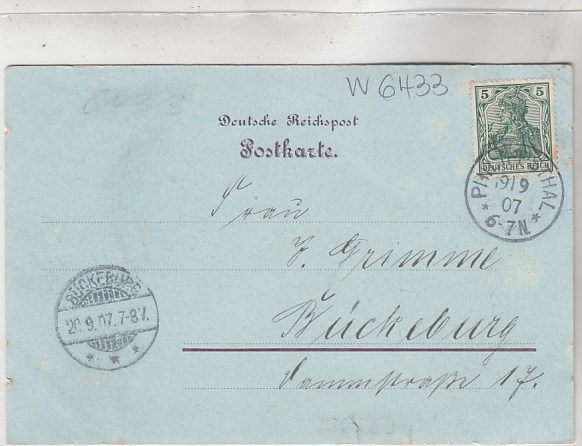 W 6433
6433
Deutsche Reichspost
Postkarte.
5 5
DEUTSCHES REICH
19/9
07
* 6-7N. *
Frau
J. Grimme
Bückeburg
Dammstraße 17.
BÜCKEBURG
20.9.07.7-8V.
* * *